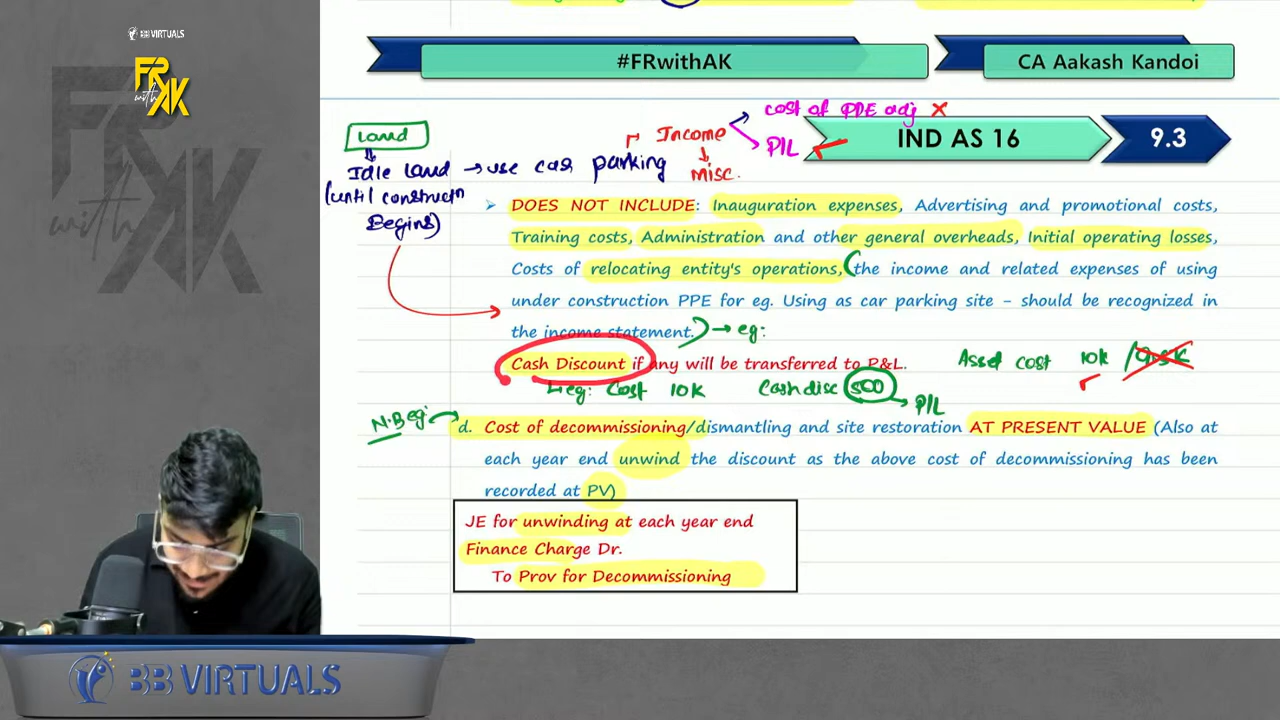 BB VIRTUALS
FR
with
AK
#FRwithAK
CA Aakash Kandoi
cost of PPE adj ✗
Land
Income
IND AS 16
9.3
P/L
Idle land → use car parking
misc.
(until constructn
Begins)
➢ DOES NOT INCLUDE: Inauguration expenses, Advertising and promotional costs,
Training costs, Administration and other general overheads, Initial operating losses,
Costs of relocating entity's operations, the income and related expenses of using
under construction PPE for eg. Using as car parking site – should be recognized in
the income statement. → eg:
Cash Discount if any will be transferred to P&L.
Asset cost 10k / 9.5k
eg: Cost 10k Cash disc 500
P/L
N.B eg:
d. Cost of decommissioning/dismantling and site restoration AT PRESENT VALUE (Also at
each year end unwind the discount as the above cost of decommissioning has been
recorded at PV)
JE for unwinding at each year end
Finance Charge Dr.
To Prov for Decommissioning
BB VIRTUALS